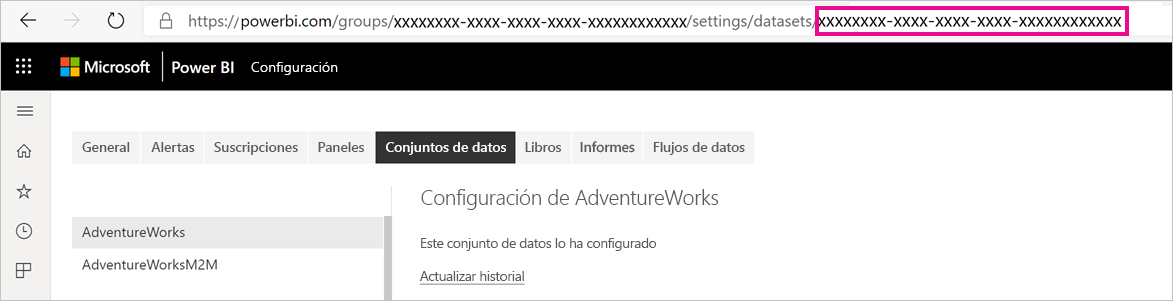 https://powerbi.com/groups/xxxxxxxx-xxxx-xxxx-xxxx-xxxxxxxxxxxx/settings/datasets/xxxxxxxx-xxxx-xxxx-xxxx-xxxxxxxxxxxx
Microsoft Power BI Configuración
General Alertas Suscripciones Paneles Conjuntos de datos Libros Informes Flujos de datos
Configuración de AdventureWorks
AdventureWorks
Este conjunto de datos lo ha configurado
AdventureWorksM2M
Actualizar historial